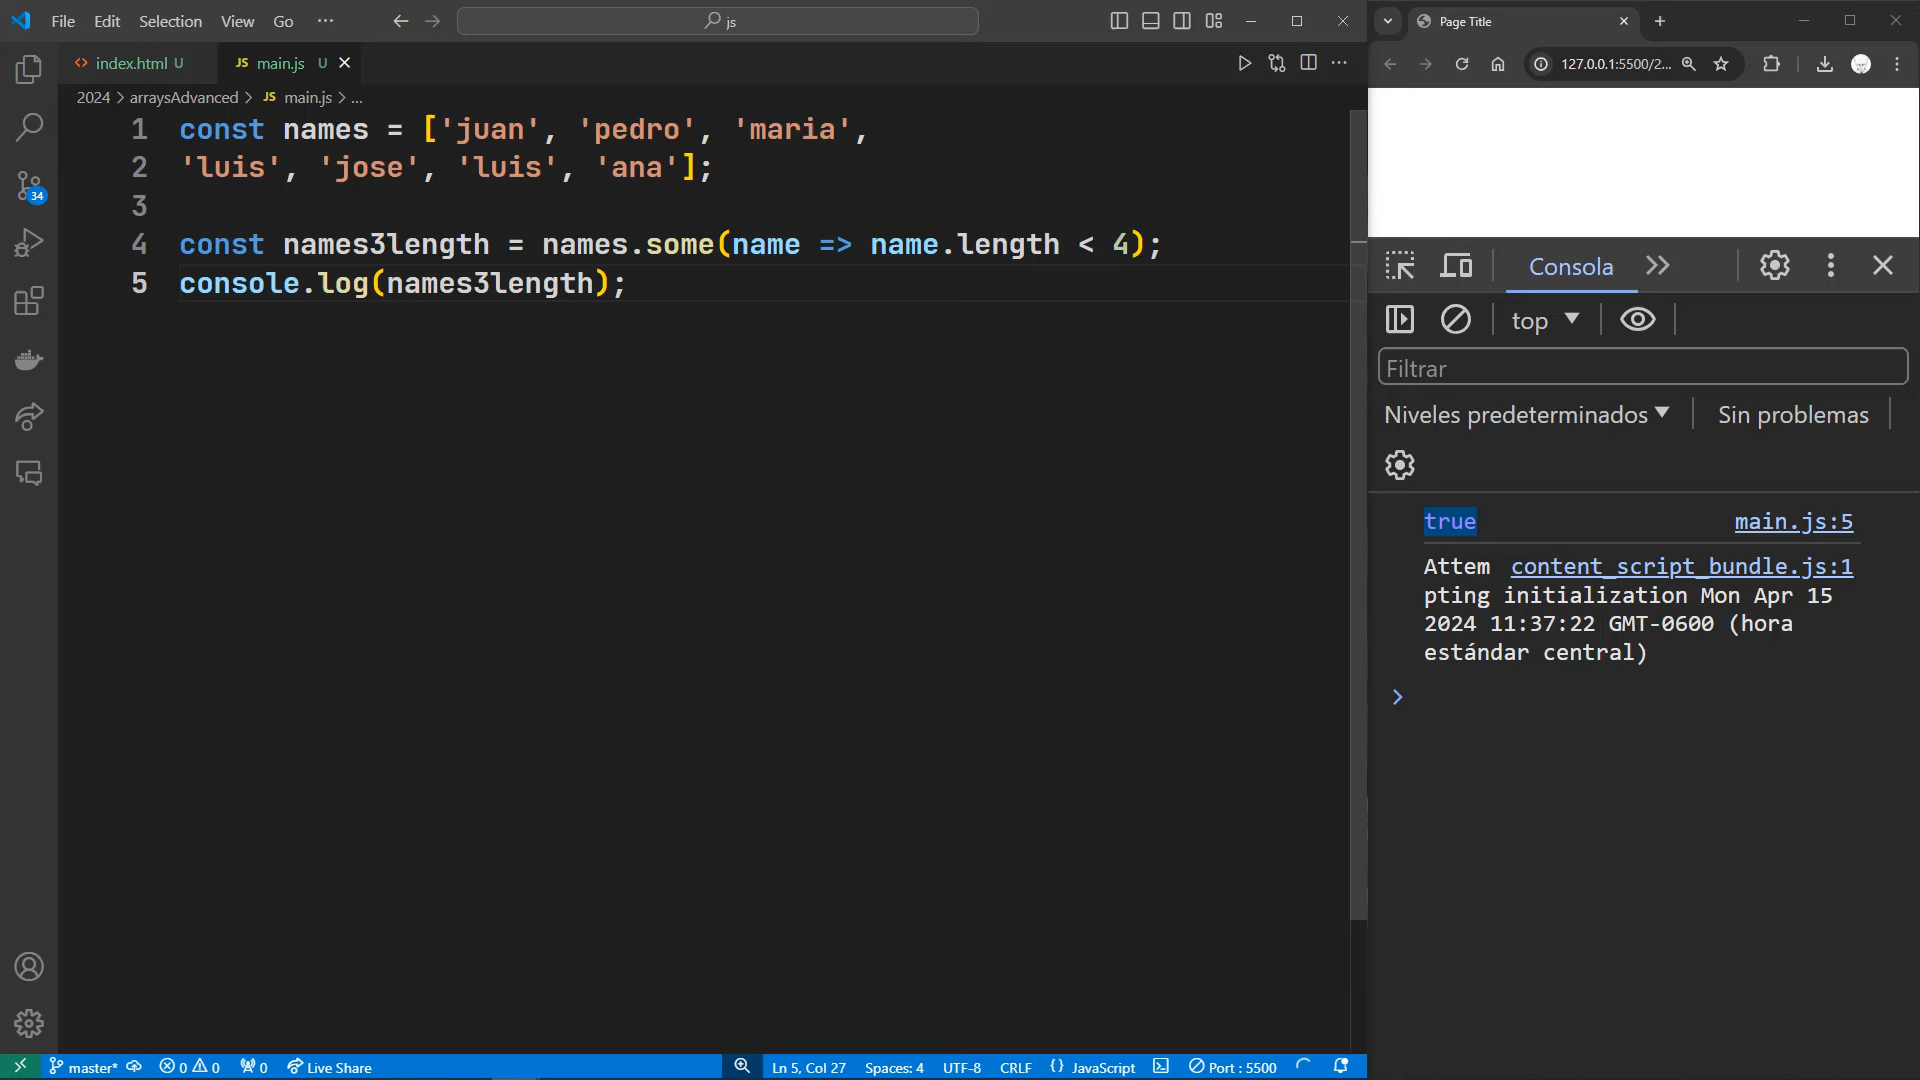 File Edit Selection View Go ···
js
index.html U
JS main.js U
2024 > arraysAdvanced > JS main.js > ...
1 const names = ['juan', 'pedro', 'maria',
2 'luis', 'jose', 'luis', 'ana'];
3
4 const names3length = names.some(name => name.length < 4);
5 console.log(names3length);
34
master* 0 0 0 Live Share
Ln 5, Col 27 Spaces: 4 UTF-8 CRLF {} JavaScript Port : 5500
Page Title
127.0.0.1:5500/2...
Consola
top
Filtrar
Niveles predeterminados Sin problemas
true main.js:5
Attem content_script_bundle.js:1
pting initialization Mon Apr 15
2024 11:37:22 GMT-0600 (hora
estándar central)